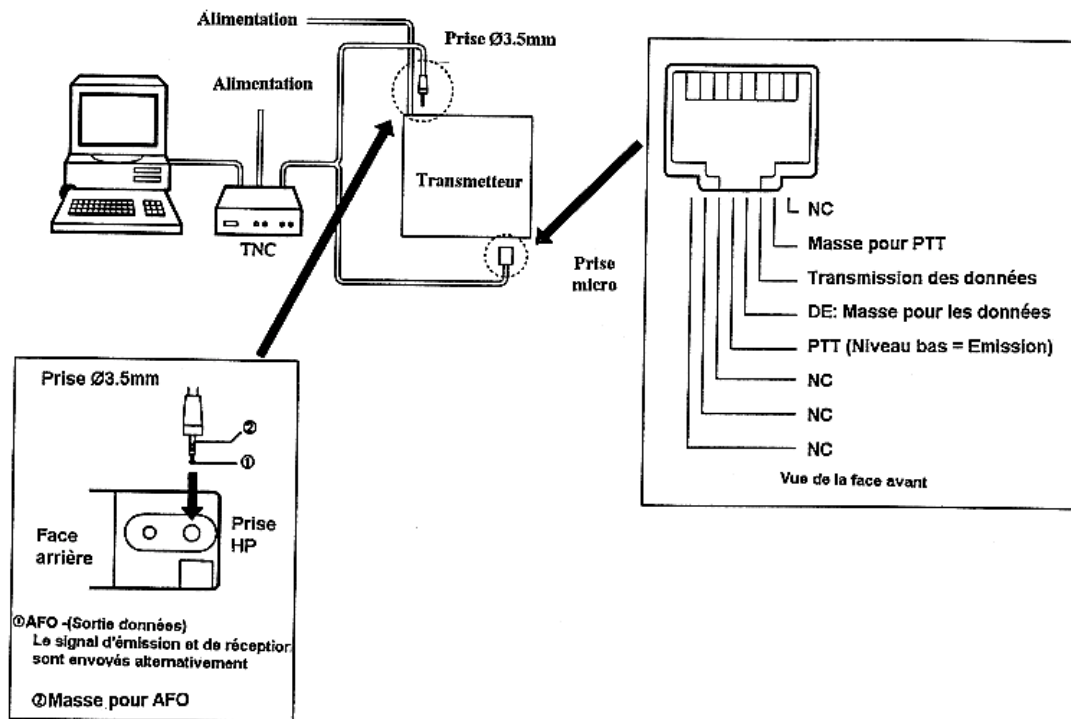 Alimentation
Prise Ø3.5mm
Alimentation
Transmetteur
TNC
Prise
micro
NC
Masse pour PTT
Transmission des données
DE: Masse pour les données
PTT (Niveau bas = Emission)
NC
NC
NC
Vue de la face avant
Prise Ø3.5mm
②
①
Face
arrière
Prise
HP
①AFO -(Sortie données)
Le signal d'émission et de réception
sont envoyés alternativement
②Masse pour AFO